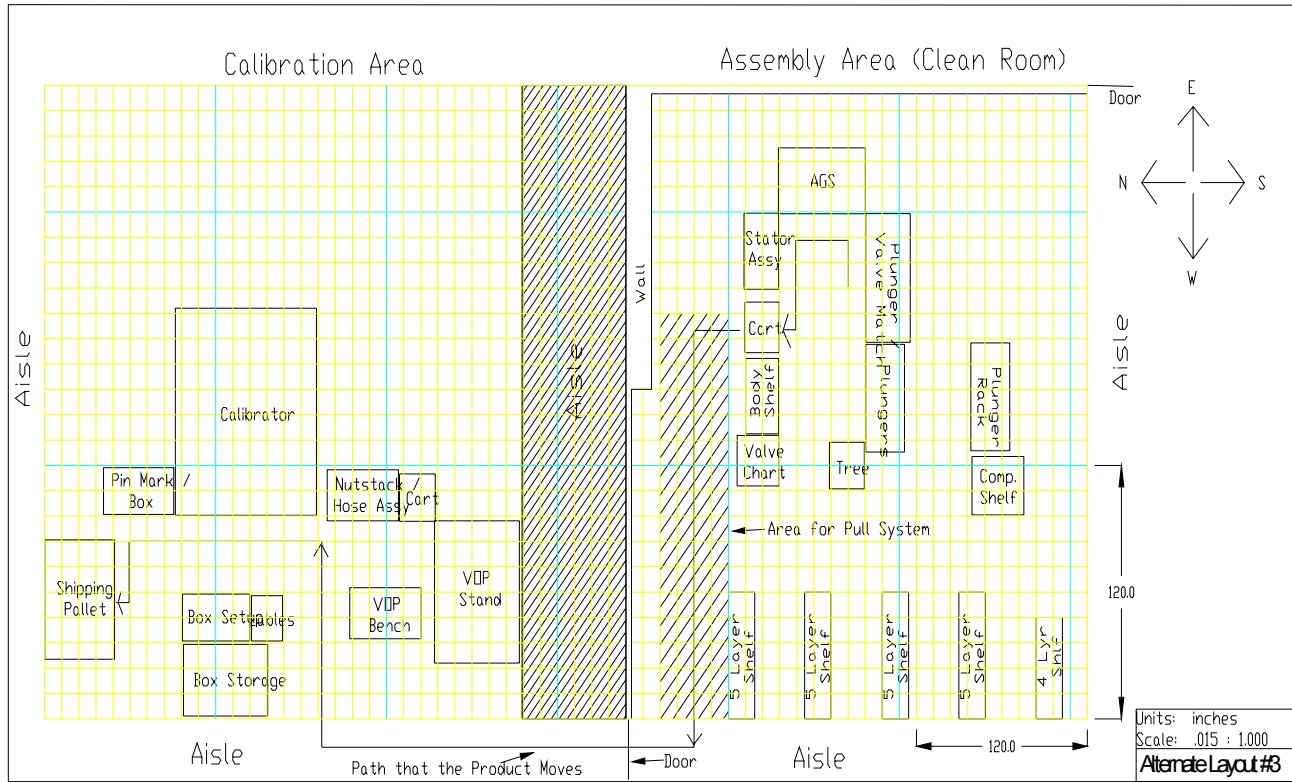 Calibration Area
Assembly Area (Clean Room)
Door
E
N
S
W
AGS
Stator
Assy
Plunger /
Valve Match
Wall
Cart
Aisle
Aisle
Aisle
Body
Shelf
Plungers
Plunger
Rack
Calibrator
Valve
Chart
Tree
Comp.
Shelf
Pin Mark /
Box
Nutstack /
Hose Assy
Cart
Area for Pull System
Shipping
Pallet
VOP
Stand
VOP
Bench
Box Setup
Box Storage
5 Layer
Shelf
5 Layer
Shelf
5 Layer
Shelf
5 Layer
Shelf
4 Lyr
Shlf
120.0
120.0
Aisle
Path that the Product Moves
Door
Aisle
Units: inches
Scale: .015 : 1.000
Alternate Layout #3